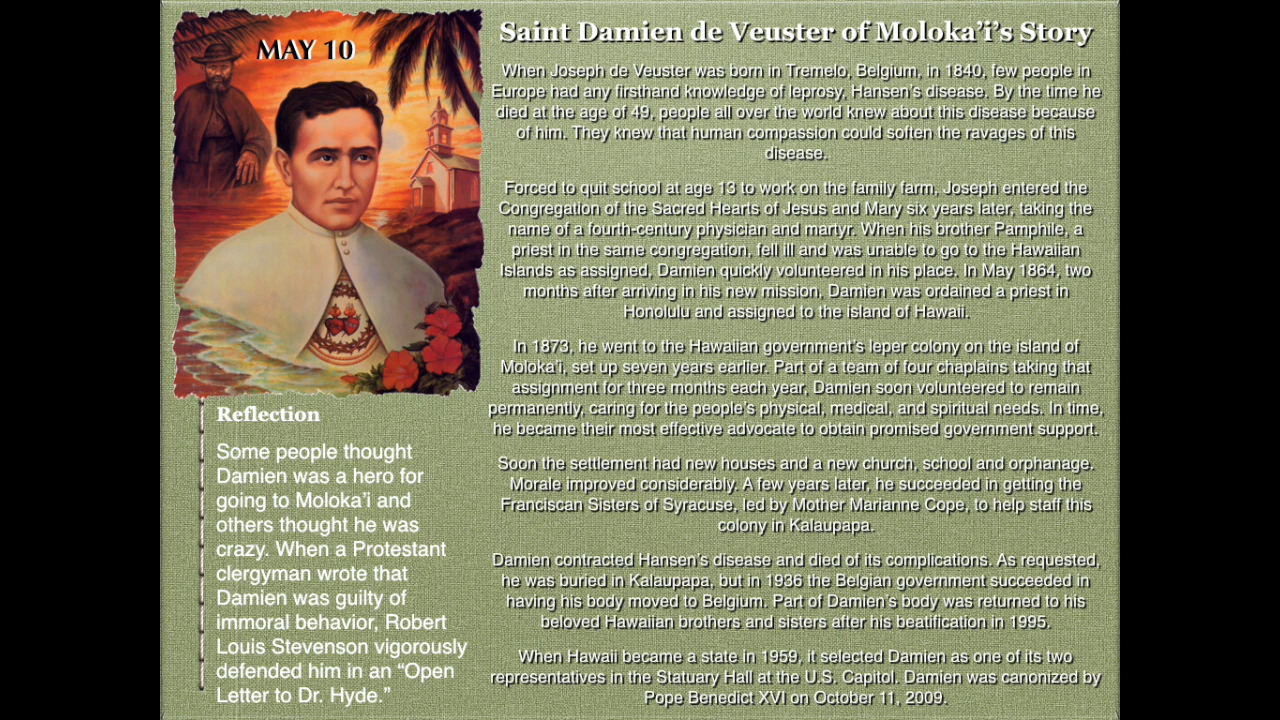 MAY 10
Saint Damien de Veuster of Moloka’i’s Story
When Joseph de Veuster was born in Tremelo, Belgium, in 1840, few people in
Europe had any firsthand knowledge of leprosy, Hansen’s disease. By the time he
died at the age of 49, people all over the world knew about this disease because
of him. They knew that human compassion could soften the ravages of this
disease.
Forced to quit school at age 13 to work on the family farm, Joseph entered the
Congregation of the Sacred Hearts of Jesus and Mary six years later, taking the
name of a fourth-century physician and martyr. When his brother Pamphile, a
priest in the same congregation, fell ill and was unable to go to the Hawaiian
Islands as assigned, Damien quickly volunteered in his place. In May 1864, two
months after arriving in his new mission, Damien was ordained a priest in
Honolulu and assigned to the island of Hawaii.
In 1873, he went to the Hawaiian government’s leper colony on the island of
Moloka’i, set up seven years earlier. Part of a team of four chaplains taking that
assignment for three months each year, Damien soon volunteered to remain
permanently, caring for the people’s physical, medical, and spiritual needs. In time,
he became their most effective advocate to obtain promised government support.
Soon the settlement had new houses and a new church, school and orphanage.
Morale improved considerably. A few years later, he succeeded in getting the
Franciscan Sisters of Syracuse, led by Mother Marianne Cope, to help staff this
colony in Kalaupapa.
Damien contracted Hansen’s disease and died of its complications. As requested,
he was buried in Kalaupapa, but in 1936 the Belgian government succeeded in
having his body moved to Belgium. Part of Damien’s body was returned to his
beloved Hawaiian brothers and sisters after his beatification in 1995.
When Hawaii became a state in 1959, it selected Damien as one of its two
representatives in the Statuary Hall at the U.S. Capitol. Damien was canonized by
Pope Benedict XVI on October 11, 2009.
Reflection
Some people thought
Damien was a hero for
going to Moloka’i and
others thought he was
crazy. When a Protestant
clergyman wrote that
Damien was guilty of
immoral behavior, Robert
Louis Stevenson vigorously
defended him in an “Open
Letter to Dr. Hyde.”